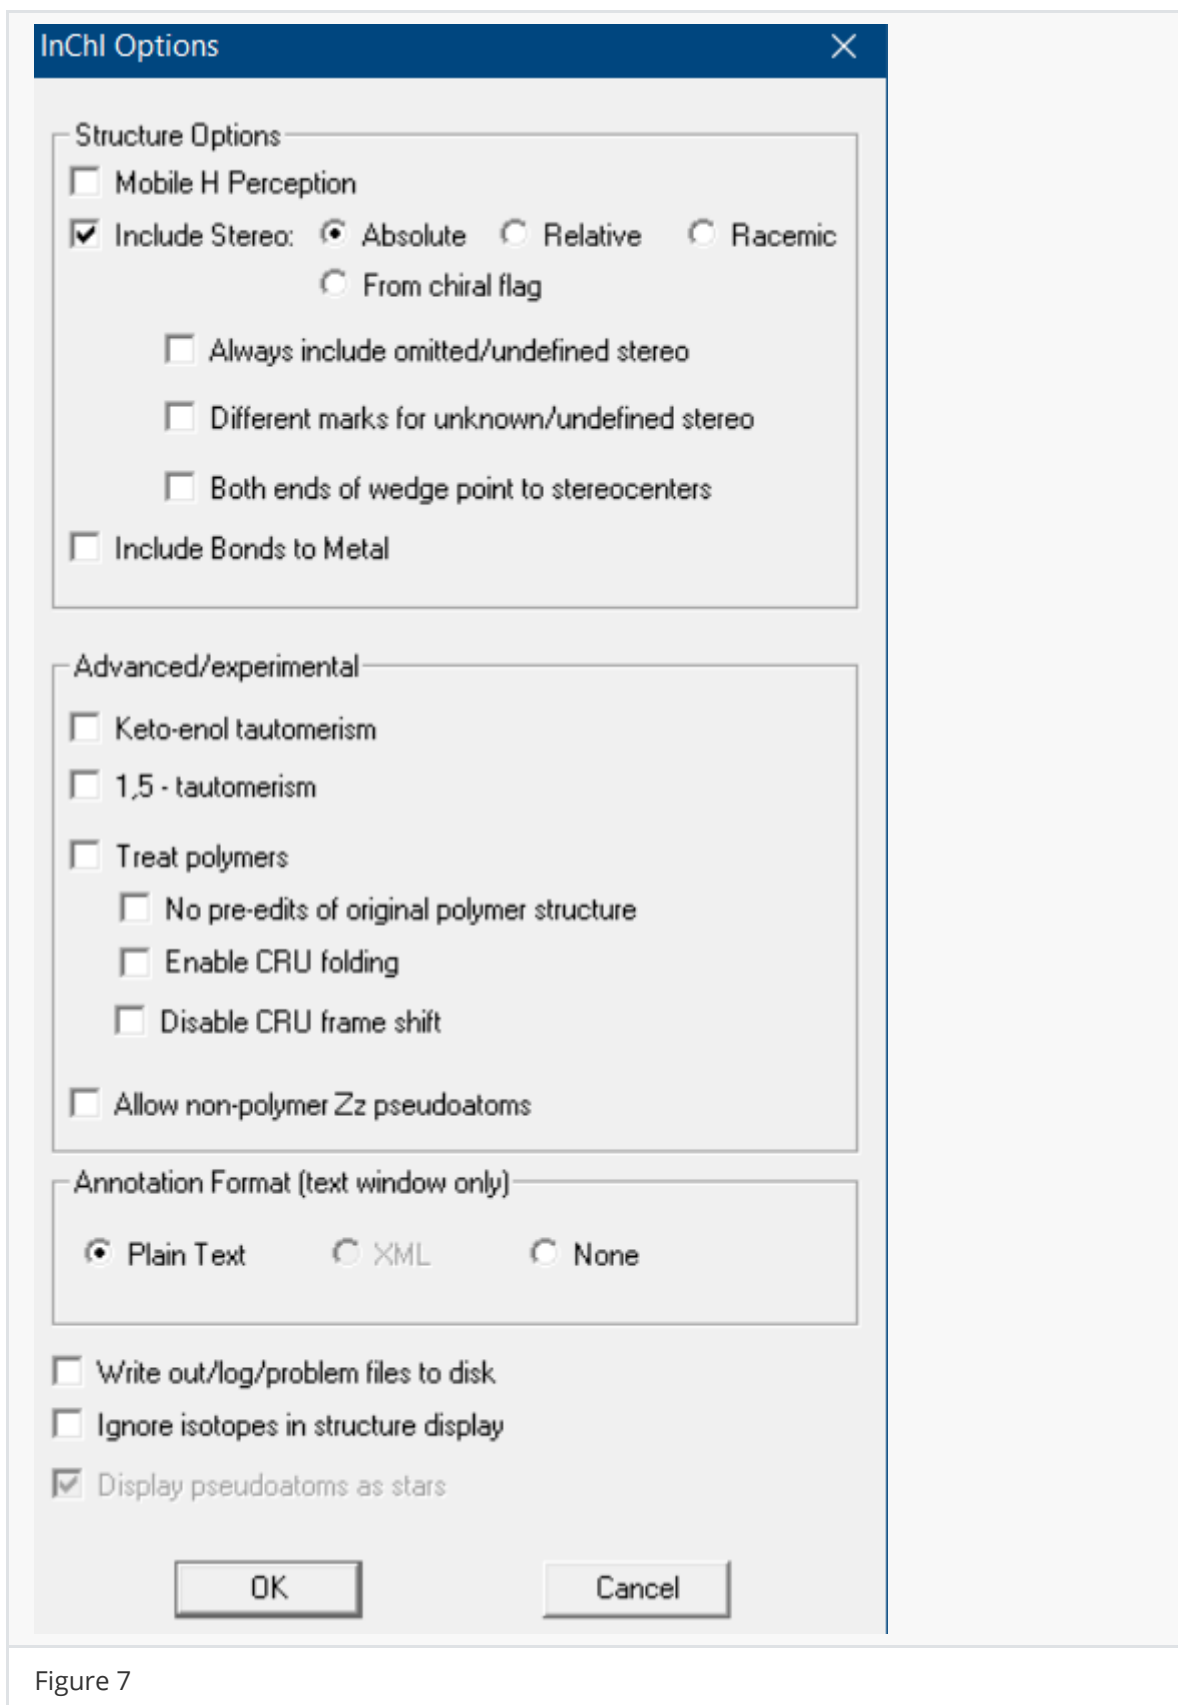 InChI Options
Structure Options
Mobile H Perception
Include Stereo: Absolute Relative Racemic
From chiral flag
Always include omitted/undefined stereo
Different marks for unknown/undefined stereo
Both ends of wedge point to stereocenters
Include Bonds to Metal
Advanced/experimental
Keto-enol tautomerism
1,5 - tautomerism
Treat polymers
No pre-edits of original polymer structure
Enable CRU folding
Disable CRU frame shift
Allow non-polymer Zz pseudoatoms
Annotation Format (text window only)
Plain Text XML None
Write out/log/problem files to disk
Ignore isotopes in structure display
Display pseudoatoms as stars
OK Cancel
Figure 7